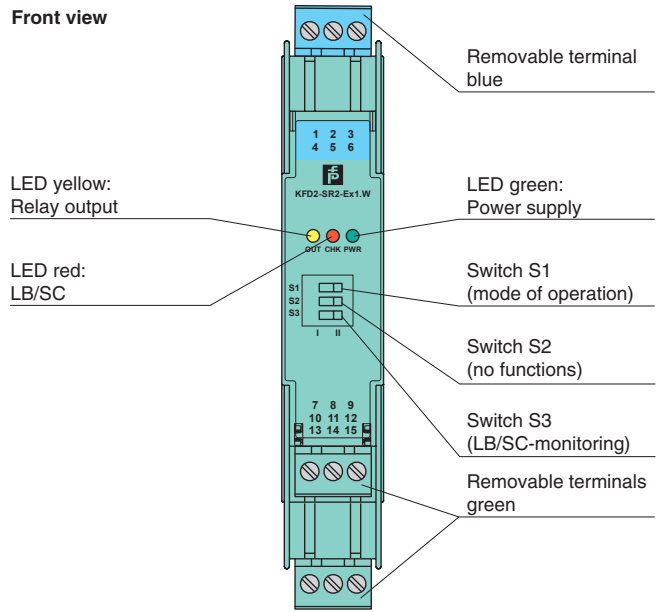 Front view
Removable terminal
blue
1 2 3
4 5 6
KFD2-SR2-Ex1.W
LED yellow:
Relay output
LED green:
Power supply
OUT CHK PWR
LED red:
LB/SC
Switch S1
(mode of operation)
S1
S2
S3
I II
Switch S2
(no functions)
7 8 9
10 11 12
13 14 15
Switch S3
(LB/SC-monitoring)
Removable terminals
green